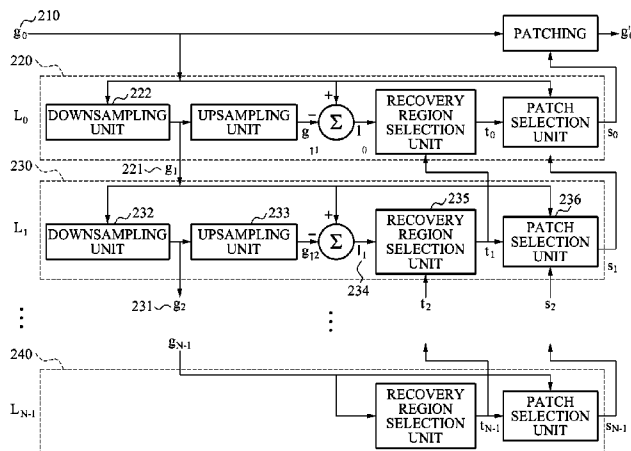 210
g0
PATCHING
g'0
220
222
L0
DOWNSAMPLING UNIT
UPSAMPLING UNIT
−
g
11
+
Σ
l
0
RECOVERY REGION SELECTION UNIT
t0
PATCH SELECTION UNIT
s0
230
221
g1
232
233
235
236
L1
DOWNSAMPLING UNIT
UPSAMPLING UNIT
−
g12
+
Σ
l1
234
RECOVERY REGION SELECTION UNIT
t1
PATCH SELECTION UNIT
s1
231
g2
t2
s2
240
gN-1
LN-1
RECOVERY REGION SELECTION UNIT
tN-1
PATCH SELECTION UNIT
sN-1